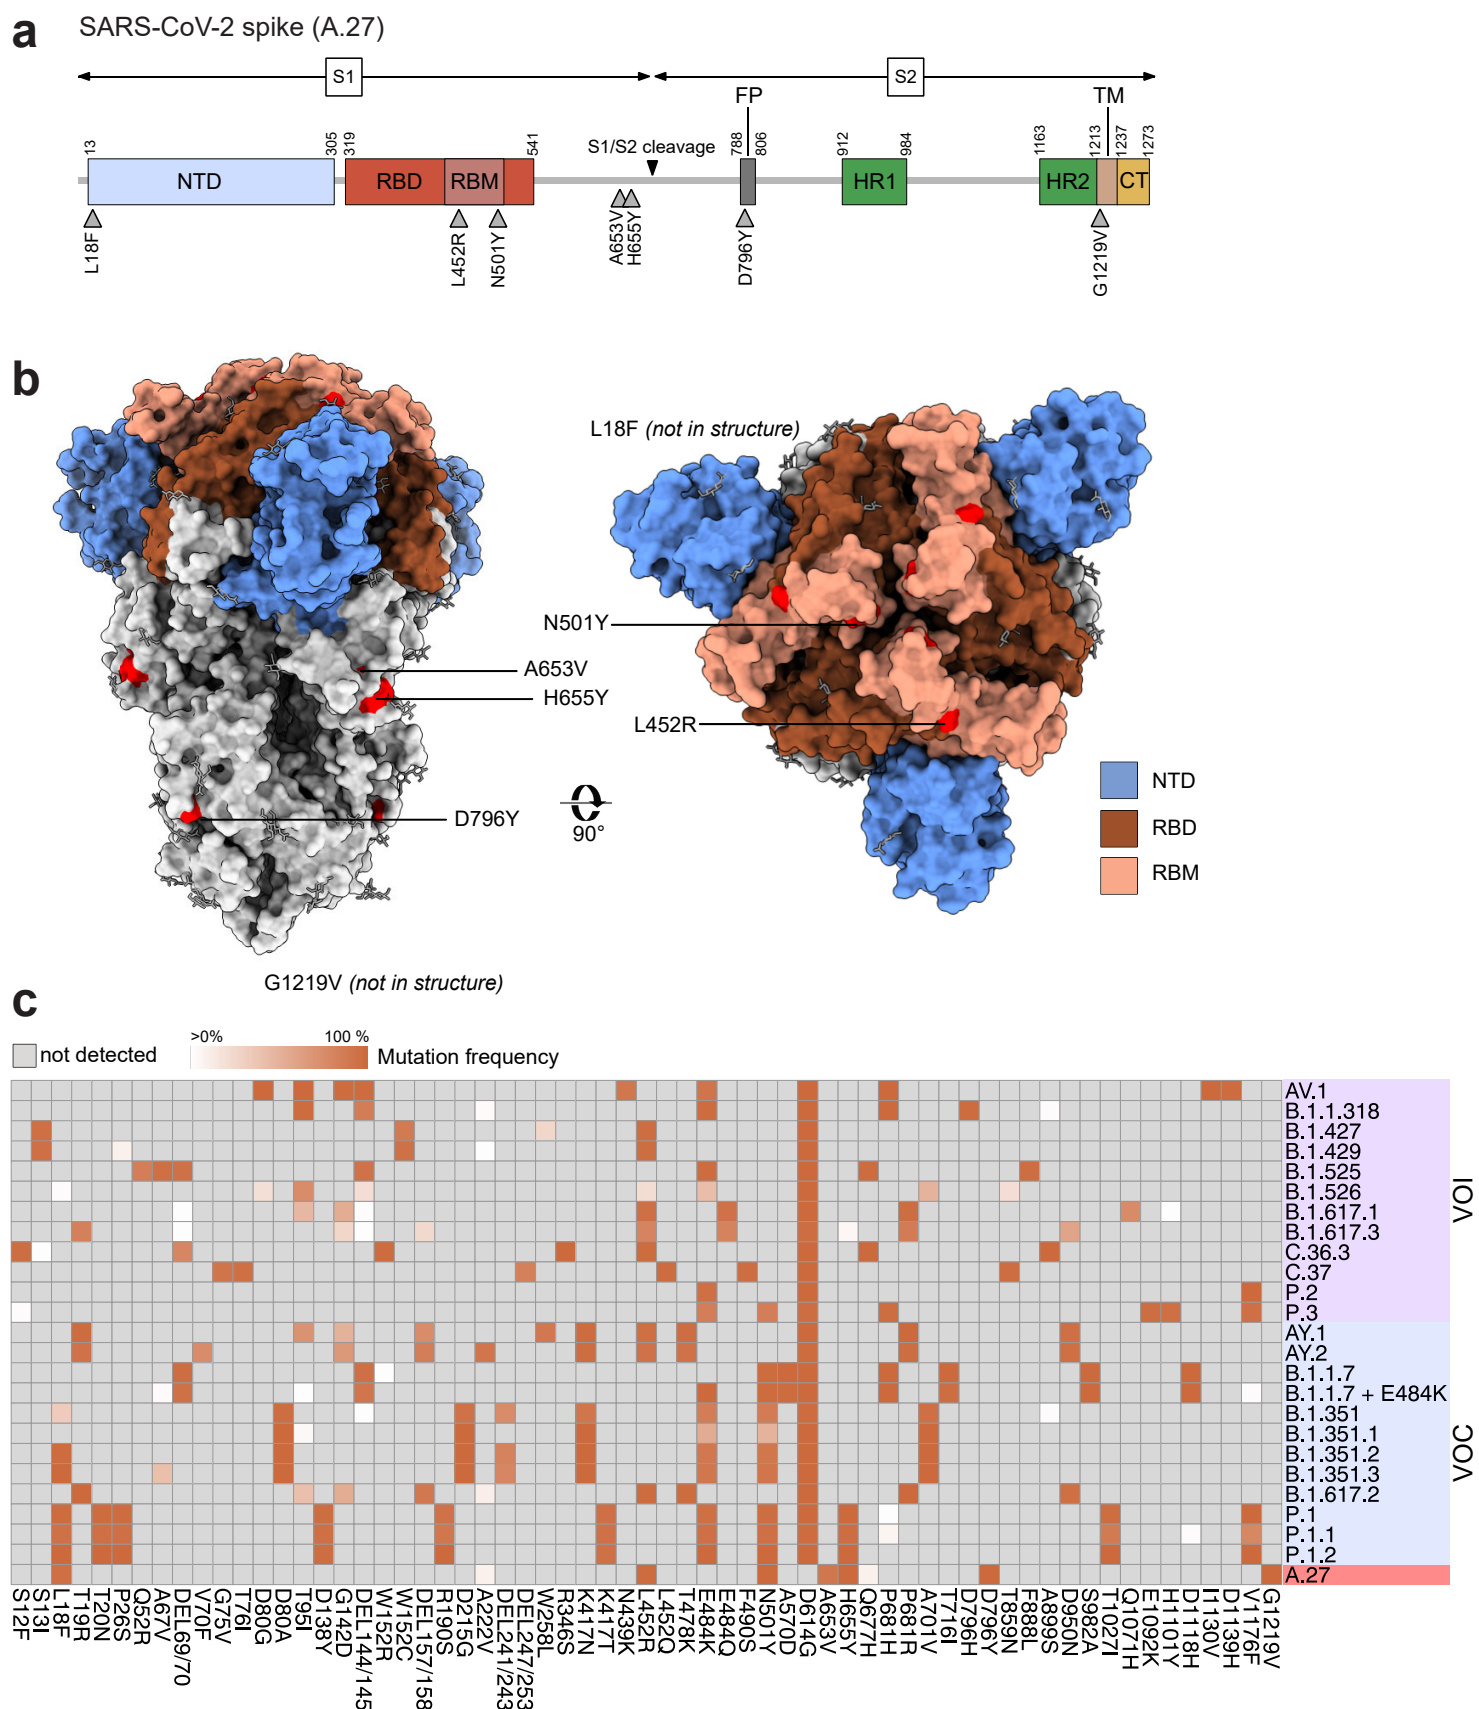 a
SARS-CoV-2 spike (A.27)
S1
S2
FP
TM
13
305
319
541
S1/S2 cleavage
788
806
912
984
1163
1213
1237
1273
NTD
RBD
RBM
HR1
HR2
CT
L18F
L452R
N501Y
A653V
H655Y
D796Y
G1219V
b
L18F (not in structure)
N501Y
A653V
H655Y
L452R
D796Y
90°
NTD
RBD
RBM
G1219V (not in structure)
c
not detected
>0%
100 %
Mutation frequency
AV.1
B.1.1.318
B.1.427
B.1.429
B.1.525
B.1.526
B.1.617.1
B.1.617.3
C.36.3
C.37
P.2
P.3
VOI
AY.1
AY.2
B.1.1.7
B.1.1.7 + E484K
B.1.351
B.1.351.1
B.1.351.2
B.1.351.3
B.1.617.2
P.1
P.1.1
P.1.2
VOC
A.27
S12F
S13I
L18F
T19R
T20N
P26S
Q52R
A67V
DEL69/70
V70F
G75V
T76I
D80G
D80A
T95I
D138Y
G142D
DEL144/145
W152R
W152C
DEL157/158
R190S
D215G
A222V
DEL241/243
DEL247/253
W258L
R346S
K417N
K417T
N439K
L452R
L452Q
T478K
E484K
E484Q
F490S
N501Y
A570D
D614G
A653V
H655Y
Q677H
P681H
P681R
A701V
T716I
D796H
D796Y
T859N
F888L
A899S
D950N
S982A
T1027I
Q1071H
E1092K
H1101Y
D1118H
I1130V
D1139H
V1176F
G1219V